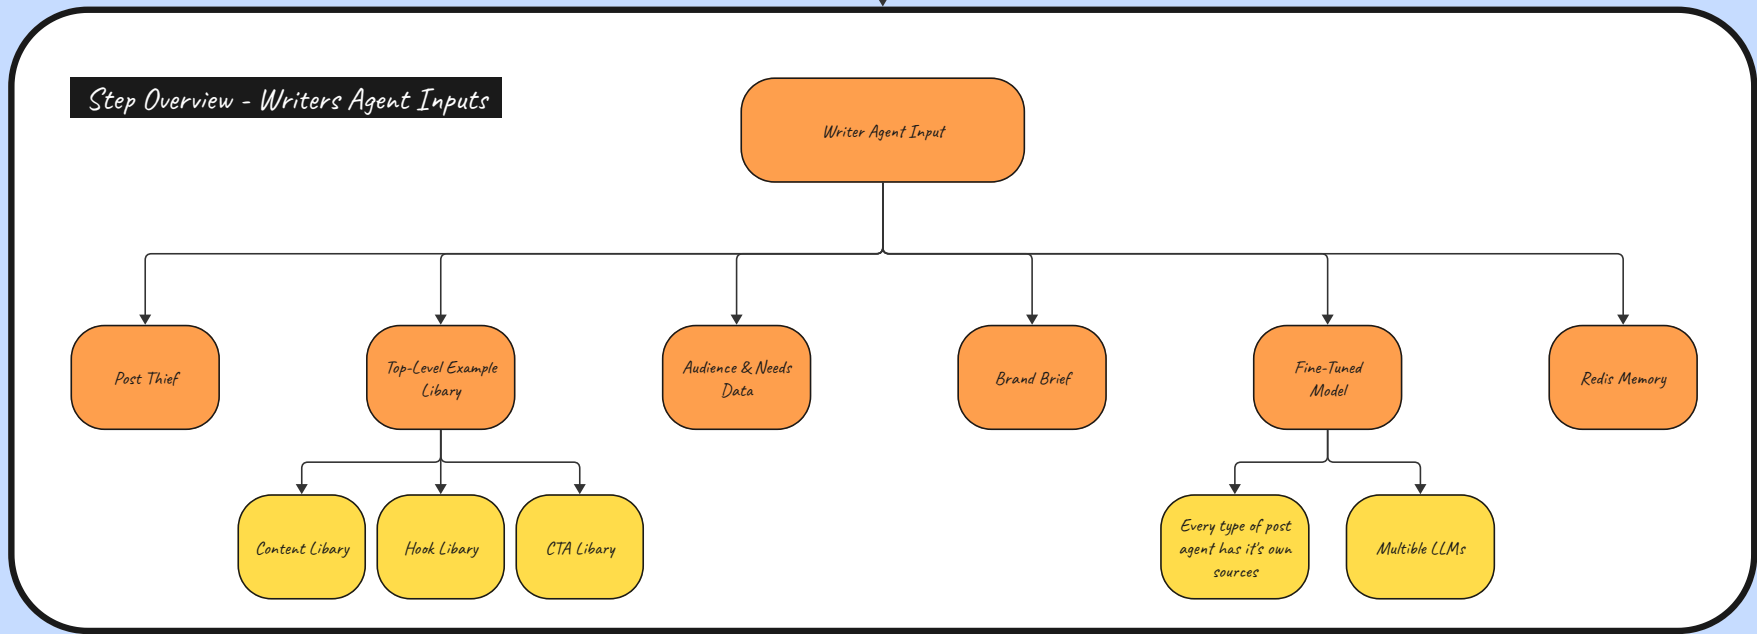 Step Overview - Writers Agent Inputs
Writer Agent Input
Post Thief
Top-Level Example
Libary
Audience & Needs
Data
Brand Brief
Fine-Tuned
Model
Redis Memory
Content Libary
Hook Libary
CTA Libary
Every type of post
agent has it's own
sources
Multible LLMs